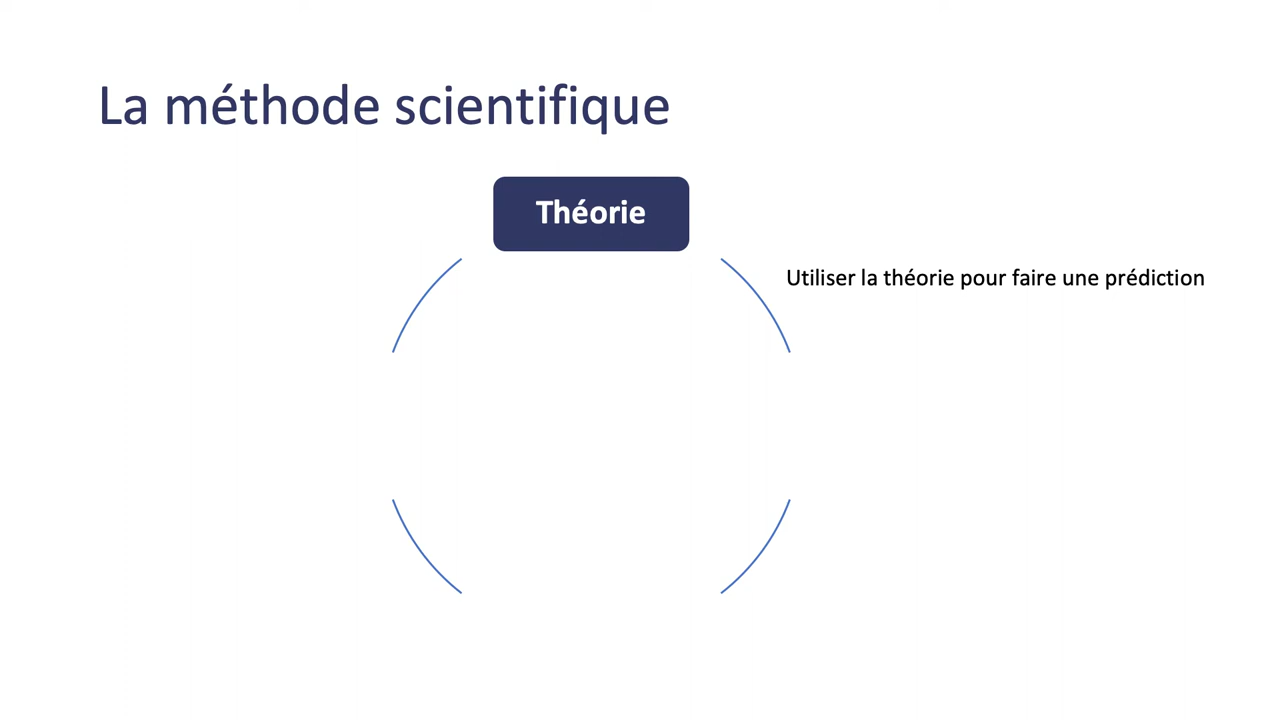 La méthode scientifique
Théorie
Utiliser la théorie pour faire une prédiction